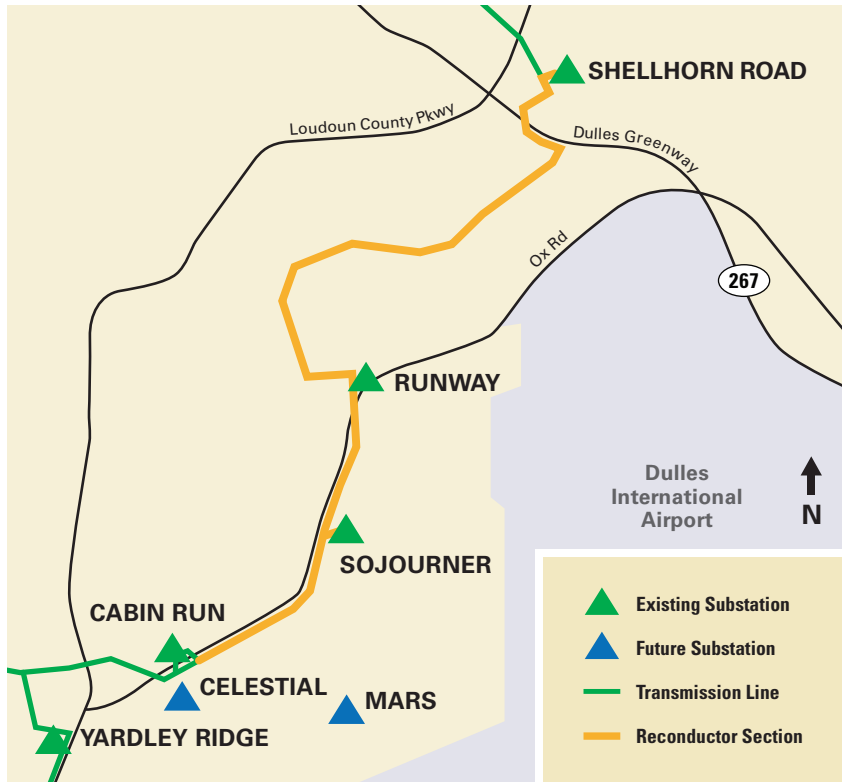 SHELLHORN ROAD
Loudoun County Pkwy
Dulles Greenway
Ox Rd
267
RUNWAY
Dulles
International
Airport
N
SOJOURNER
CABIN RUN
CELESTIAL
MARS
YARDLEY RIDGE
Existing Substation
Future Substation
Transmission Line
Reconductor Section